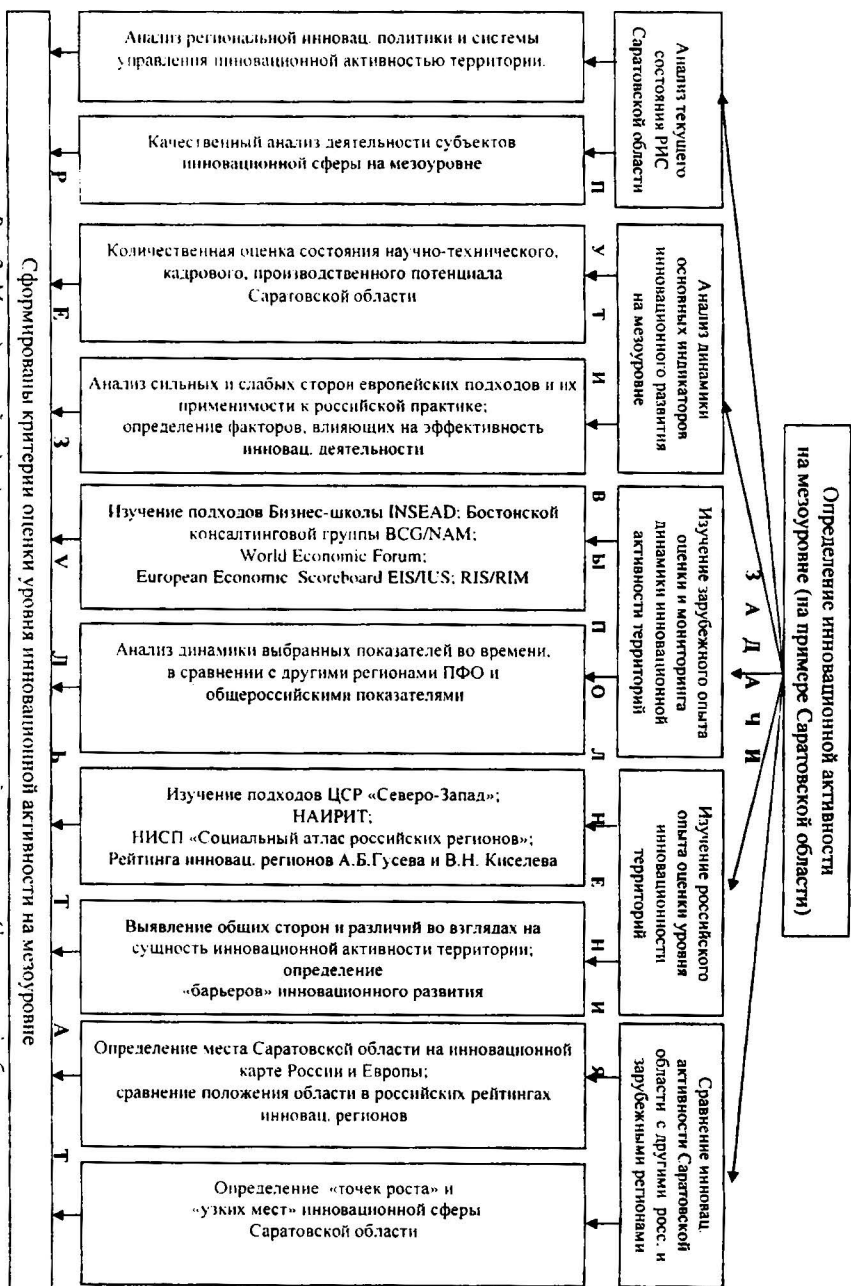 Определение инновационной активности
на мезоуровне (на примере Саратовской области)
З А Д А Ч И
Анализ текущего
состояния РИС
Саратовской области
Анализ динамики
основных индикаторов
инновационного развития
на мезоуровне
Изучение зарубежного опыта
оценки и мониторинга
динамики инновационной
активности территорий
Изучение российского
опыта оценки уровня
инновационности
территорий
Сравнение инновац.
активности Саратовской
области с другими росс. и
зарубежными регионами
П У Т И В Ы П О Л Н Е Н И Я
Анализ региональной инновац. политики и системы
управления инновационной активностью территории.
Качественный анализ деятельности субъектов
инновационной сферы на мезоуровне
Количественная оценка состояния научно-технического,
кадрового, производственного потенциала
Саратовской области
Анализ сильных и слабых сторон европейских подходов и их
применимости к российской практике;
определение факторов, влияющих на эффективность
инновац. деятельности
Изучение подходов Бизнес-школы INSEAD; Бостонской
консалтинговой группы BCG/NAM;
World Economic Forum;
European Economic Scoreboard EIS/IUS; RIS/RIM
Анализ динамики выбранных показателей во времени,
в сравнении с другими регионами ПФО и
общероссийскими показателями
Изучение подходов ЦСР «Северо-Запад»;
НАИРИТ;
НИСП «Социальный атлас российских регионов»;
Рейтинга инновац. регионов А.Б.Гусева и В.Н. Киселева
Выявление общих сторон и различий во взглядах на
сущность инновационной активности территории;
определение
«барьеров» инновационного развития
Определение места Саратовской области на инновационной
карте России и Европы;
сравнение положения области в российских рейтингах
инновац. регионов
Определение «точек роста» и
«узких мест» инновационной сферы
Саратовской области
Р Е З У Л Ь Т А Т
Сформированы критерии оценки уровня инновационной активности на мезоуровне